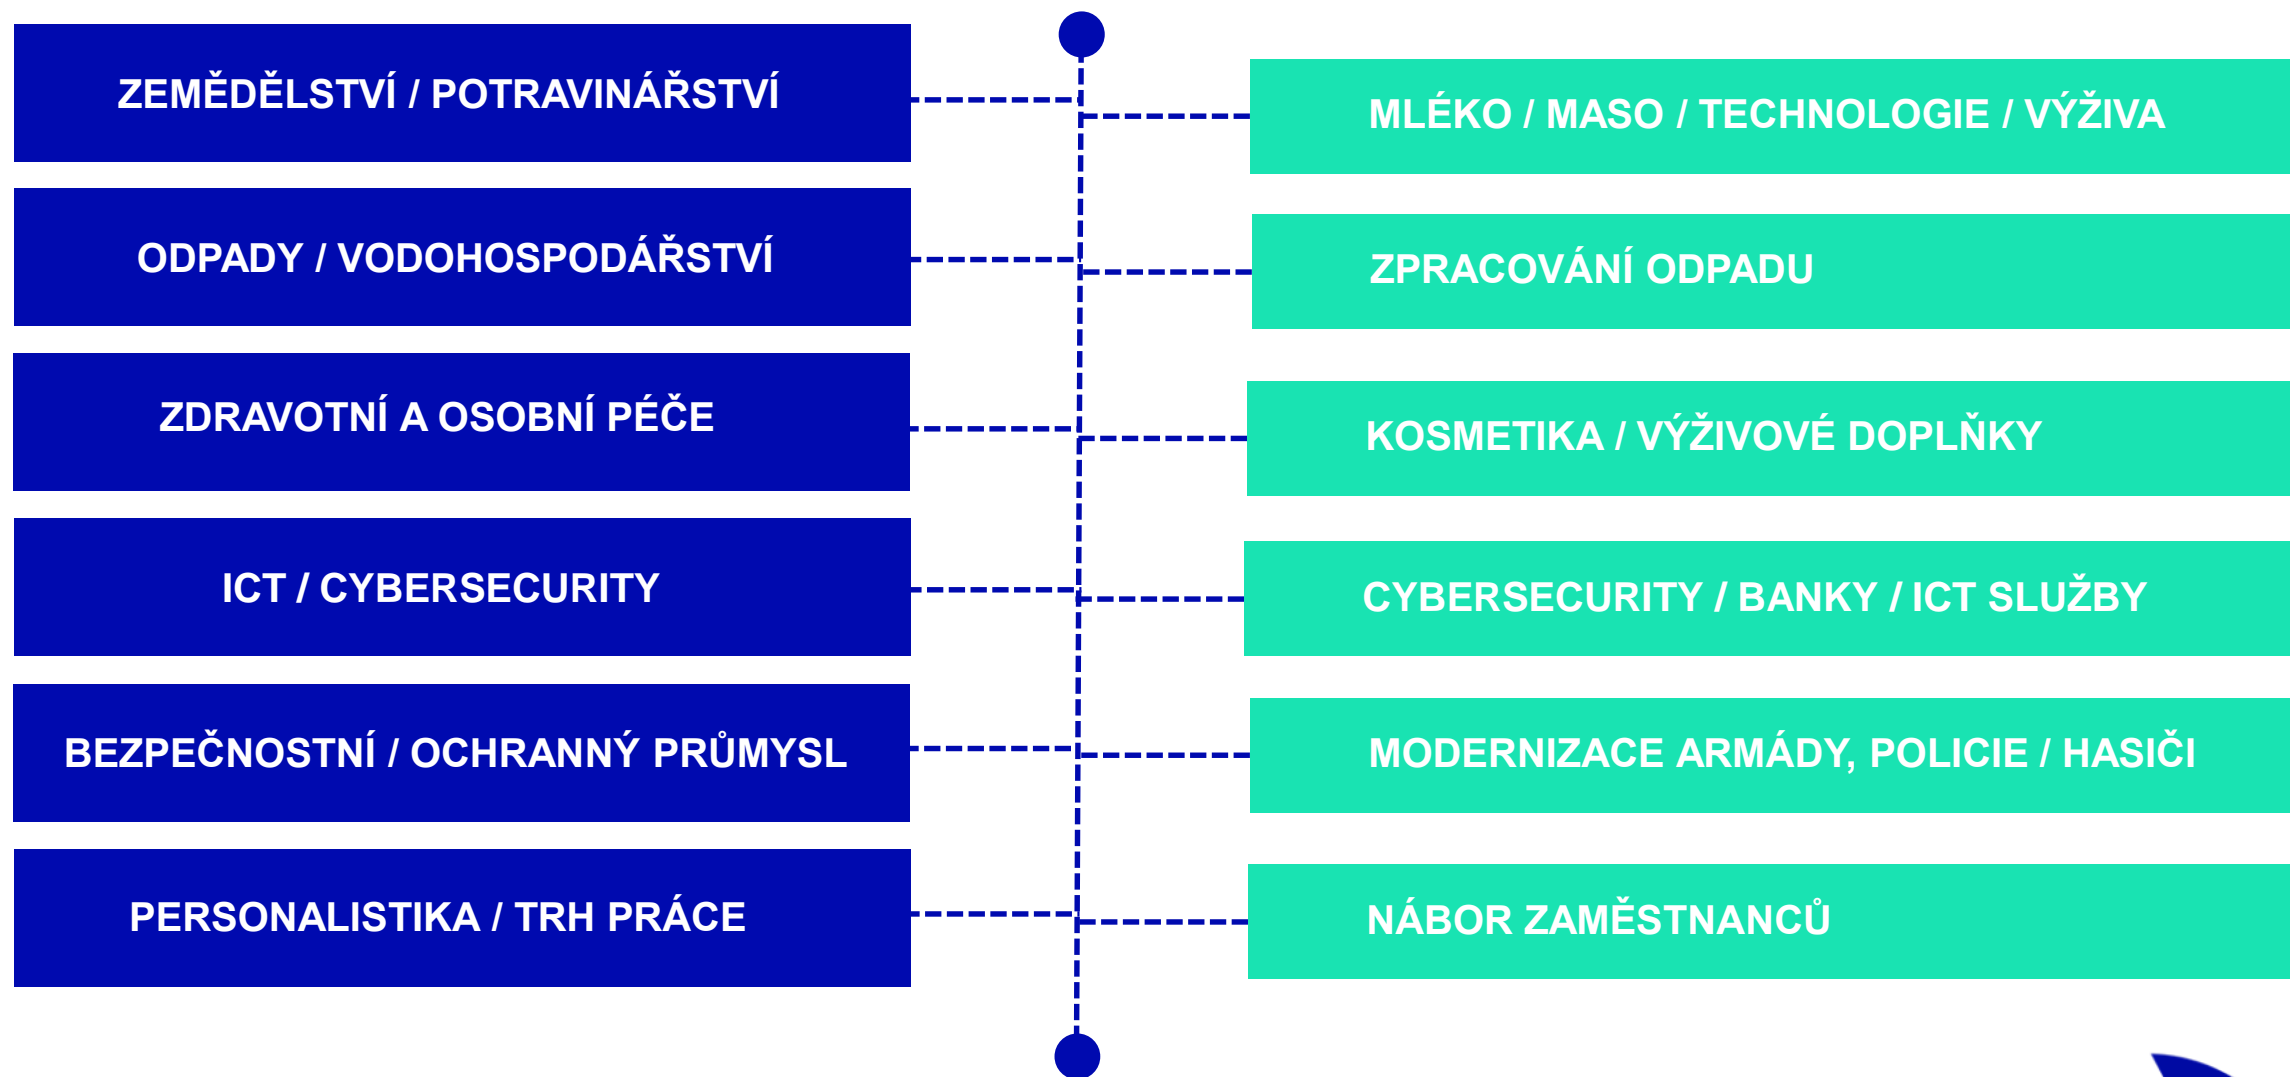 ZEMĚDĚLSTVÍ / POTRAVINÁŘSTVÍ
MLÉKO / MASO / TECHNOLOGIE / VÝŽIVA
ODPADY / VODOHOSPODÁŘSTVÍ
ZPRACOVÁNÍ ODPADU
ZDRAVOTNÍ A OSOBNÍ PÉČE
KOSMETIKA / VÝŽIVOVÉ DOPLŇKY
ICT / CYBERSECURITY
CYBERSECURITY / BANKY / ICT SLUŽBY
BEZPEČNOSTNÍ / OCHRANNÝ PRŮMYSL
MODERNIZACE ARMÁDY, POLICIE / HASIČI
PERSONALISTIKA / TRH PRÁCE
NÁBOR ZAMĚSTNANCŮ